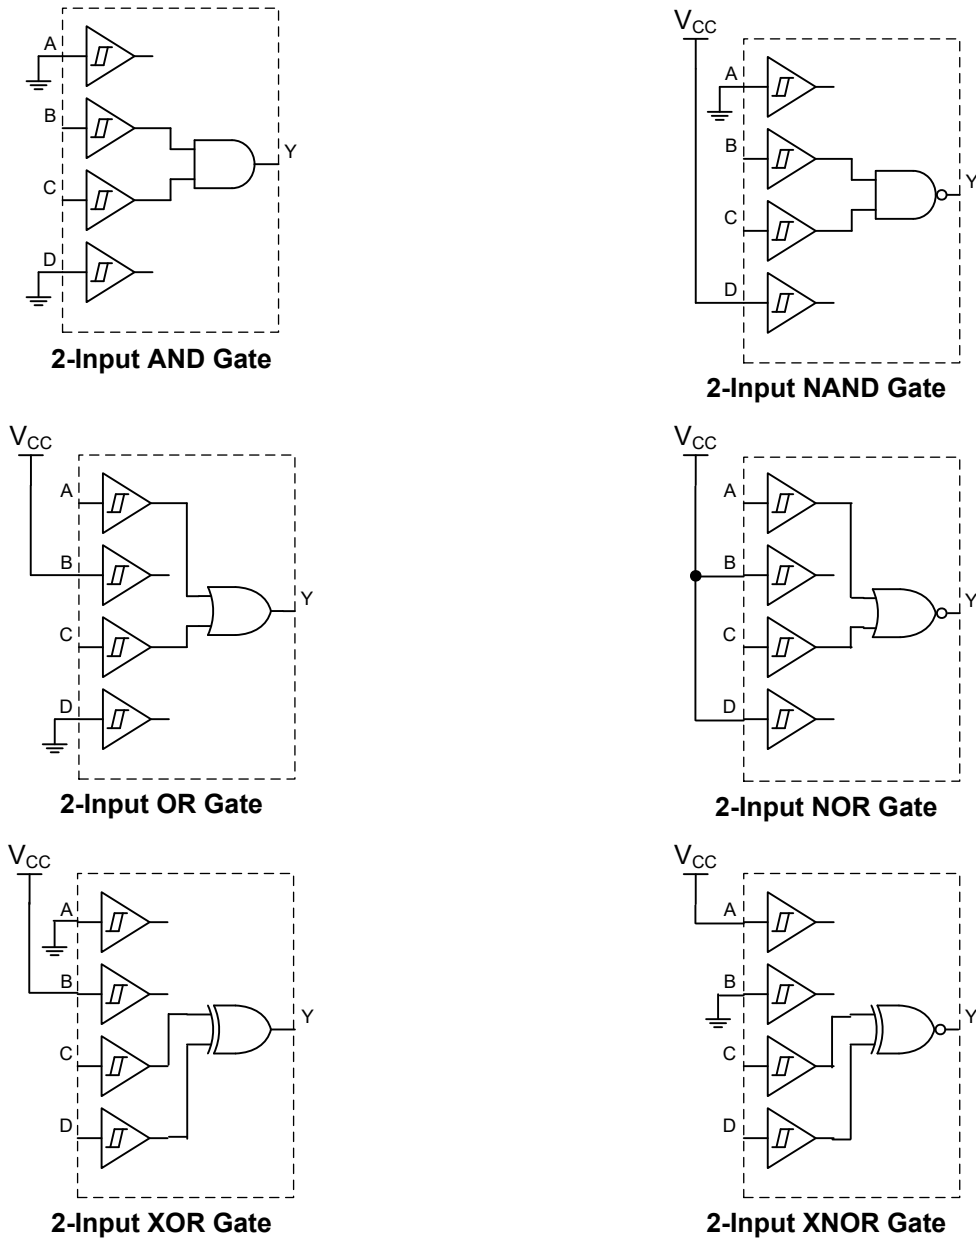 A
B
C
D
Y
2-Input AND Gate
VCC
A
B
C
D
Y
2-Input NAND Gate
VCC
A
B
C
D
Y
2-Input OR Gate
VCC
A
B
C
D
Y
2-Input NOR Gate
VCC
A
B
C
D
Y
2-Input XOR Gate
VCC
A
B
C
D
Y
2-Input XNOR Gate